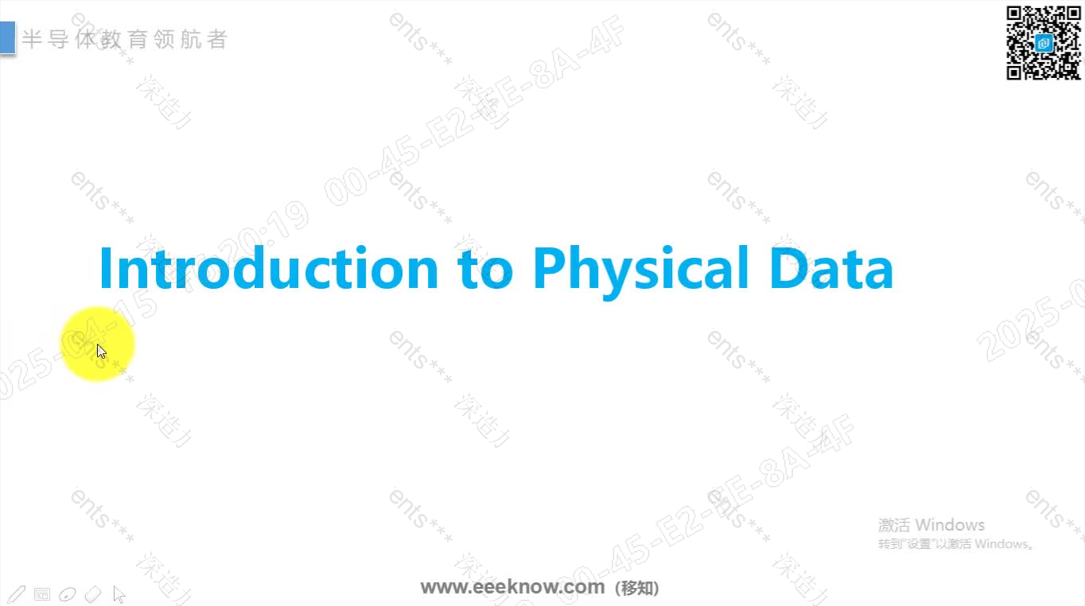 半导体教育领航者
Introduction to Physical Data
激活 Windows
转到"设置"以激活 Windows。
www.eeeknow.com (移知)
ents***
深造
00-45-E2-EE-8A-4F
2025-04-15
20:19